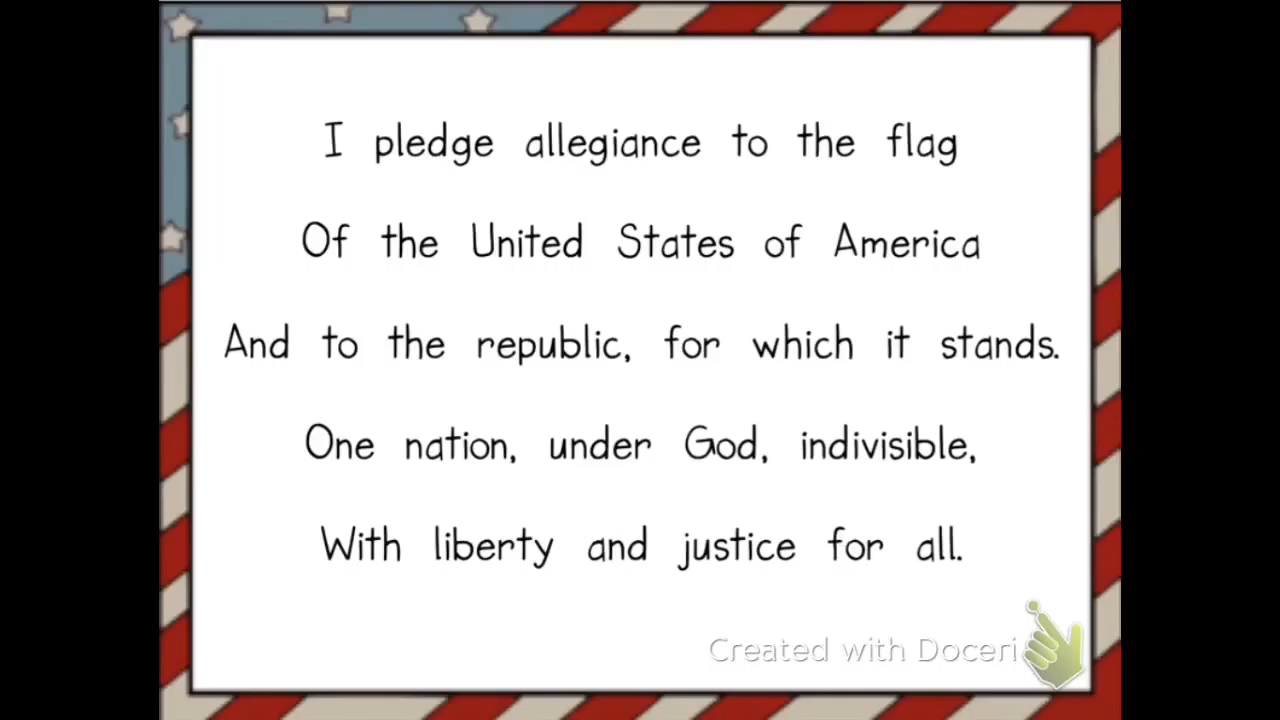 I pledge allegiance to the flag
Of the United States of America
And to the republic, for which it stands.
One nation, under God, indivisible,
With liberty and justice for all.
Created with Doceri